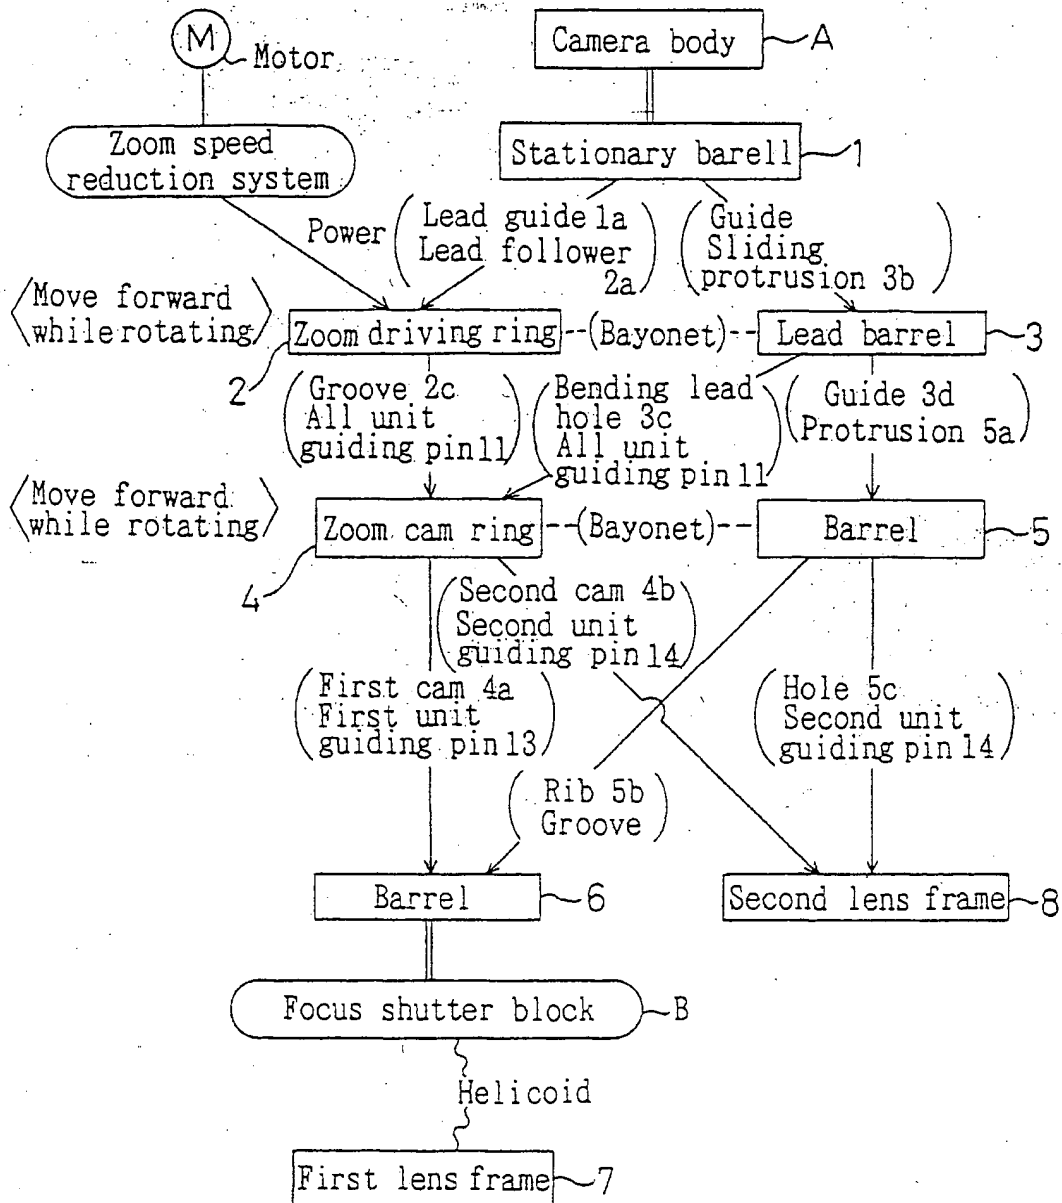 M
Motor
Camera body
A
Zoom speed
reduction system
Stationary barell
1
Power
Lead guide 1a
Lead follower
2a
Guide
Sliding
protrusion 3b
<Move forward
while rotating>
Zoom driving ring
--(Bayonet)--
Lead barrel
3
2
Groove 2c
All unit
guiding pin 11
Bending lead
hole 3c
All unit
guiding pin 11
Guide 3d
Protrusion 5a
<Move forward
while rotating>
Zoom cam ring
--(Bayonet)--
Barrel
5
4
Second cam 4b
Second unit
guiding pin 14
First cam 4a
First unit
guiding pin 13
Hole 5c
Second unit
guiding pin 14
Rib 5b
Groove
Barrel
6
Second lens frame
8
Focus shutter block
B
Helicoid
First lens frame
7